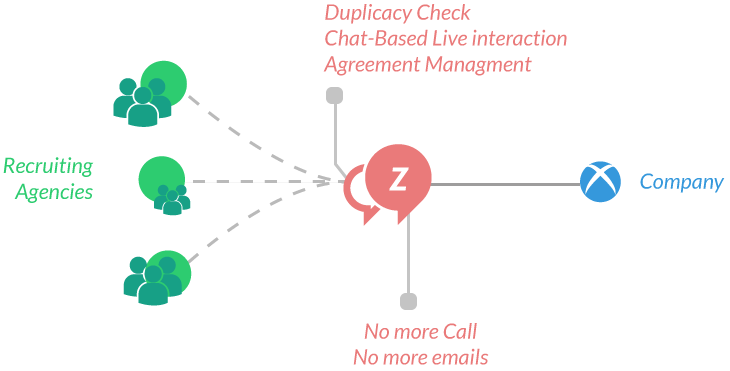 Duplicacy Check
Chat-Based Live interaction
Agreement Managment
Recruiting
Agencies
Z
Company
No more Call
No more emails